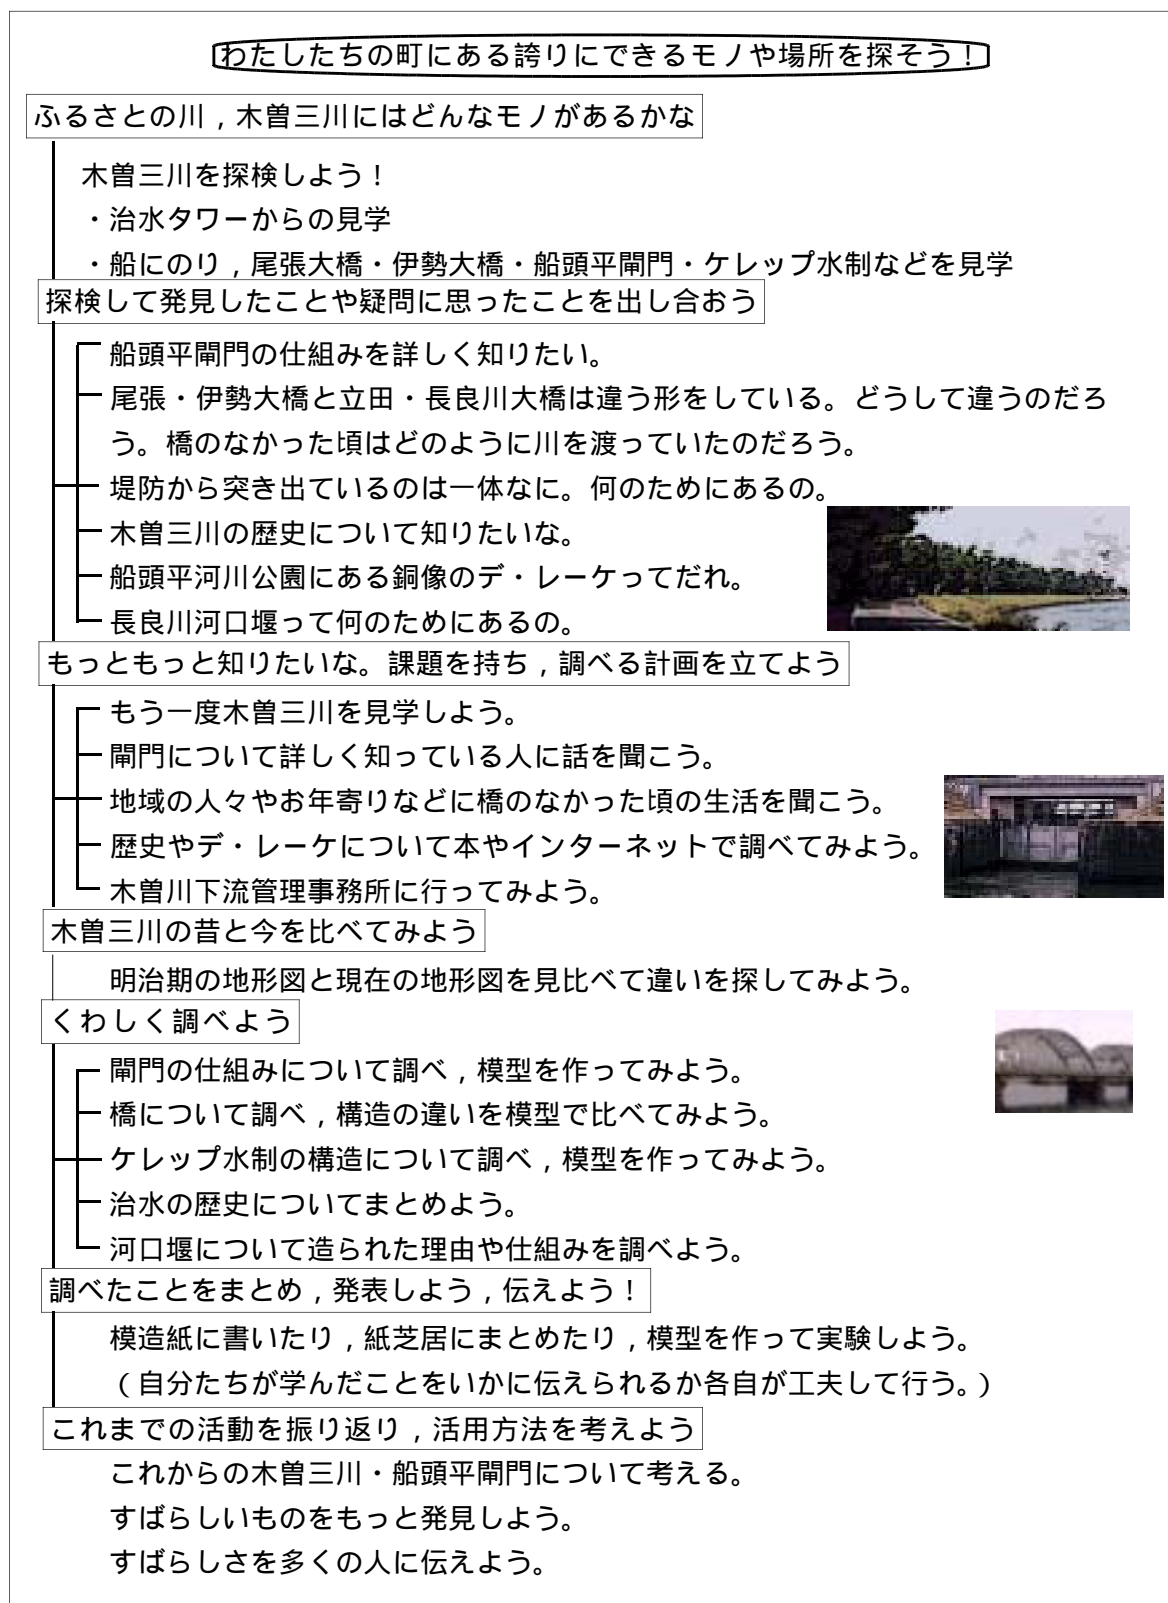 わたしたちの町にある誇りにできるモノや場所を探そう！
ふるさとの川，木曽三川にはどんなモノがあるかな
木曽三川を探検しよう！
・治水タワーからの見学
・船にのり，尾張大橋・伊勢大橋・船頭平閘門・ケレップ水制などを見学
探検して発見したことや疑問に思ったことを出し合おう
船頭平閘門の仕組みを詳しく知りたい。
尾張・伊勢大橋と立田・長良川大橋は違う形をしている。どうして違うのだろ
う。橋のなかった頃はどのように川を渡っていたのだろう。
堤防から突き出ているのは一体なに。何のためにあるの。
木曽三川の歴史について知りたいな。
船頭平河川公園にある銅像のデ・レーケってだれ。
長良川河口堰って何のためにあるの。
もっともっと知りたいな。課題を持ち，調べる計画を立てよう
もう一度木曽三川を見学しよう。
閘門について詳しく知っている人に話を聞こう。
地域の人々やお年寄りなどに橋のなかった頃の生活を聞こう。
歴史やデ・レーケについて本やインターネットで調べてみよう。
木曽川下流管理事務所に行ってみよう。
木曽三川の昔と今を比べてみよう
明治期の地形図と現在の地形図を見比べて違いを探してみよう。
くわしく調べよう
閘門の仕組みについて調べ，模型を作ってみよう。
橋について調べ，構造の違いを模型で比べてみよう。
ケレップ水制の構造について調べ，模型を作ってみよう。
治水の歴史についてまとめよう。
河口堰について造られた理由や仕組みを調べよう。
調べたことをまとめ，発表しよう，伝えよう！
模造紙に書いたり，紙芝居にまとめたり，模型を作って実験しよう。
（自分たちが学んだことをいかに伝えられるか各自が工夫して行う。）
これまでの活動を振り返り，活用方法を考えよう
これからの木曽三川・船頭平閘門について考える。
すばらしいものをもっと発見しよう。
すばらしさを多くの人に伝えよう。